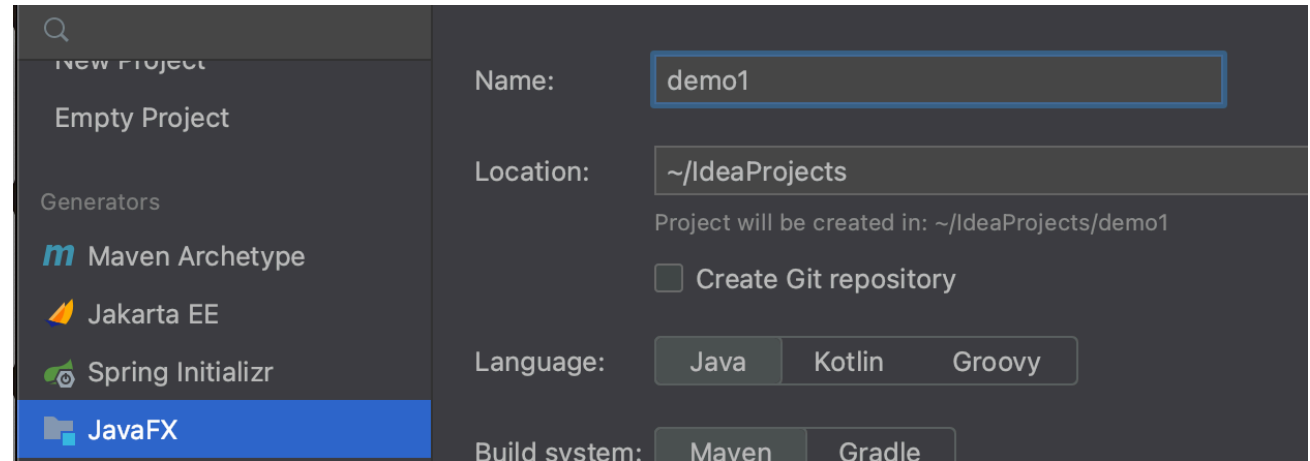 New Project
Empty Project
Generators
Maven Archetype
Jakarta EE
Spring Initializr
JavaFX
Name:
demo1
Location:
~/IdeaProjects
Project will be created in: ~/IdeaProjects/demo1
Create Git repository
Language:
Java Kotlin Groovy
Build system:
Maven Gradle